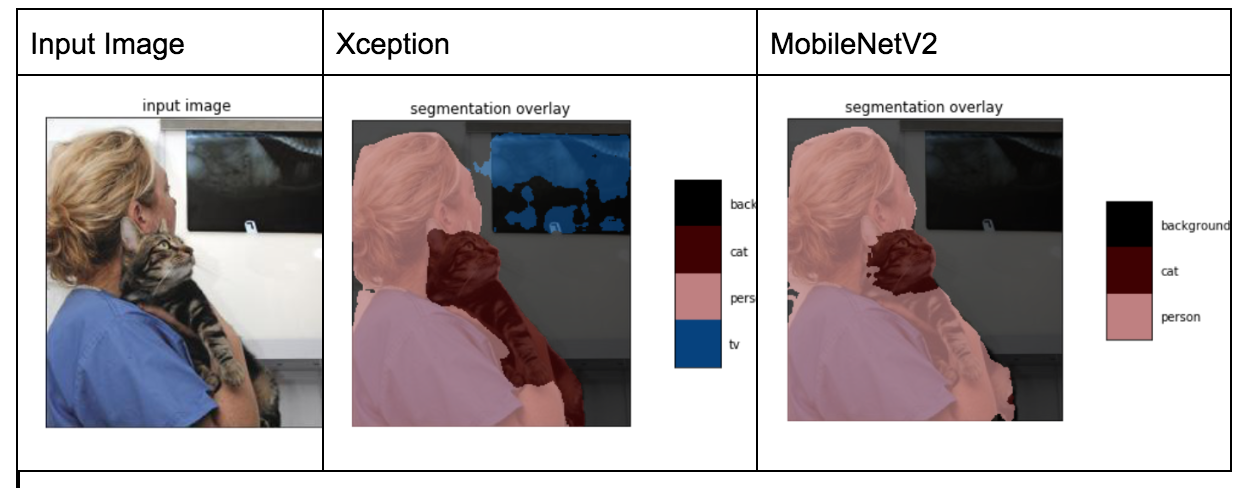 Input Image
Xception
MobileNetV2
input image
segmentation overlay
back
cat
pers
tv
segmentation overlay
background
cat
person